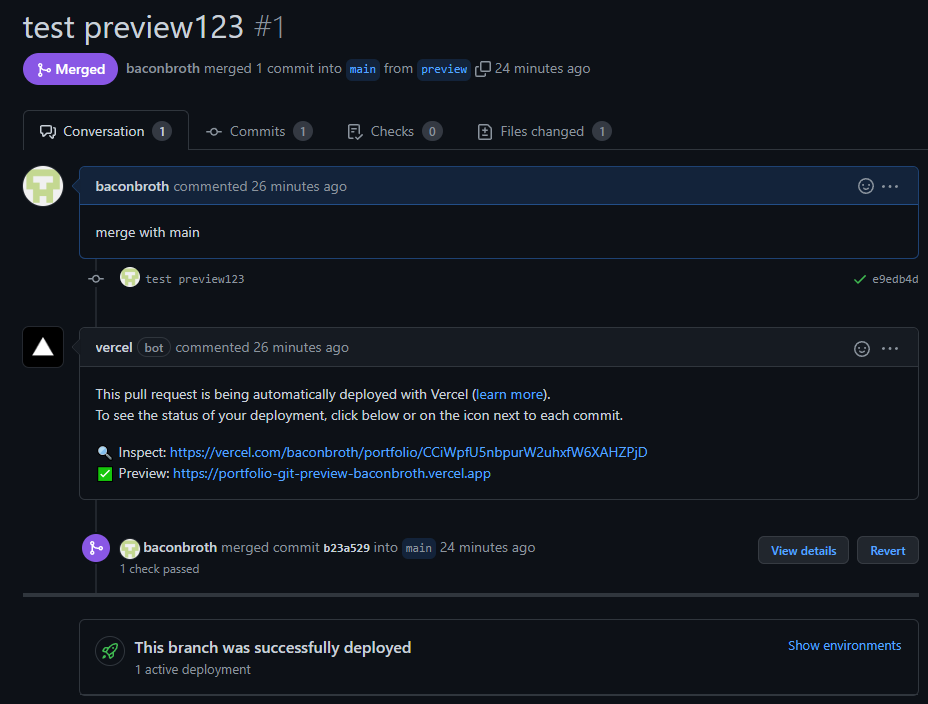 test preview123 #1
Merged baconbroth merged 1 commit into main from preview 24 minutes ago
Conversation 1 Commits 1 Checks 0 Files changed 1
baconbroth commented 26 minutes ago
merge with main
test preview123 e9edb4d
vercel bot commented 26 minutes ago
This pull request is being automatically deployed with Vercel (learn more).
To see the status of your deployment, click below or on the icon next to each commit.
Inspect: https://vercel.com/baconbroth/portfolio/CCiWpfU5nbpurW2uhxfW6XAHZPjD
Preview: https://portfolio-git-preview-baconbroth.vercel.app
baconbroth merged commit b23a529 into main 24 minutes ago View details Revert
1 check passed
This branch was successfully deployed Show environments
1 active deployment